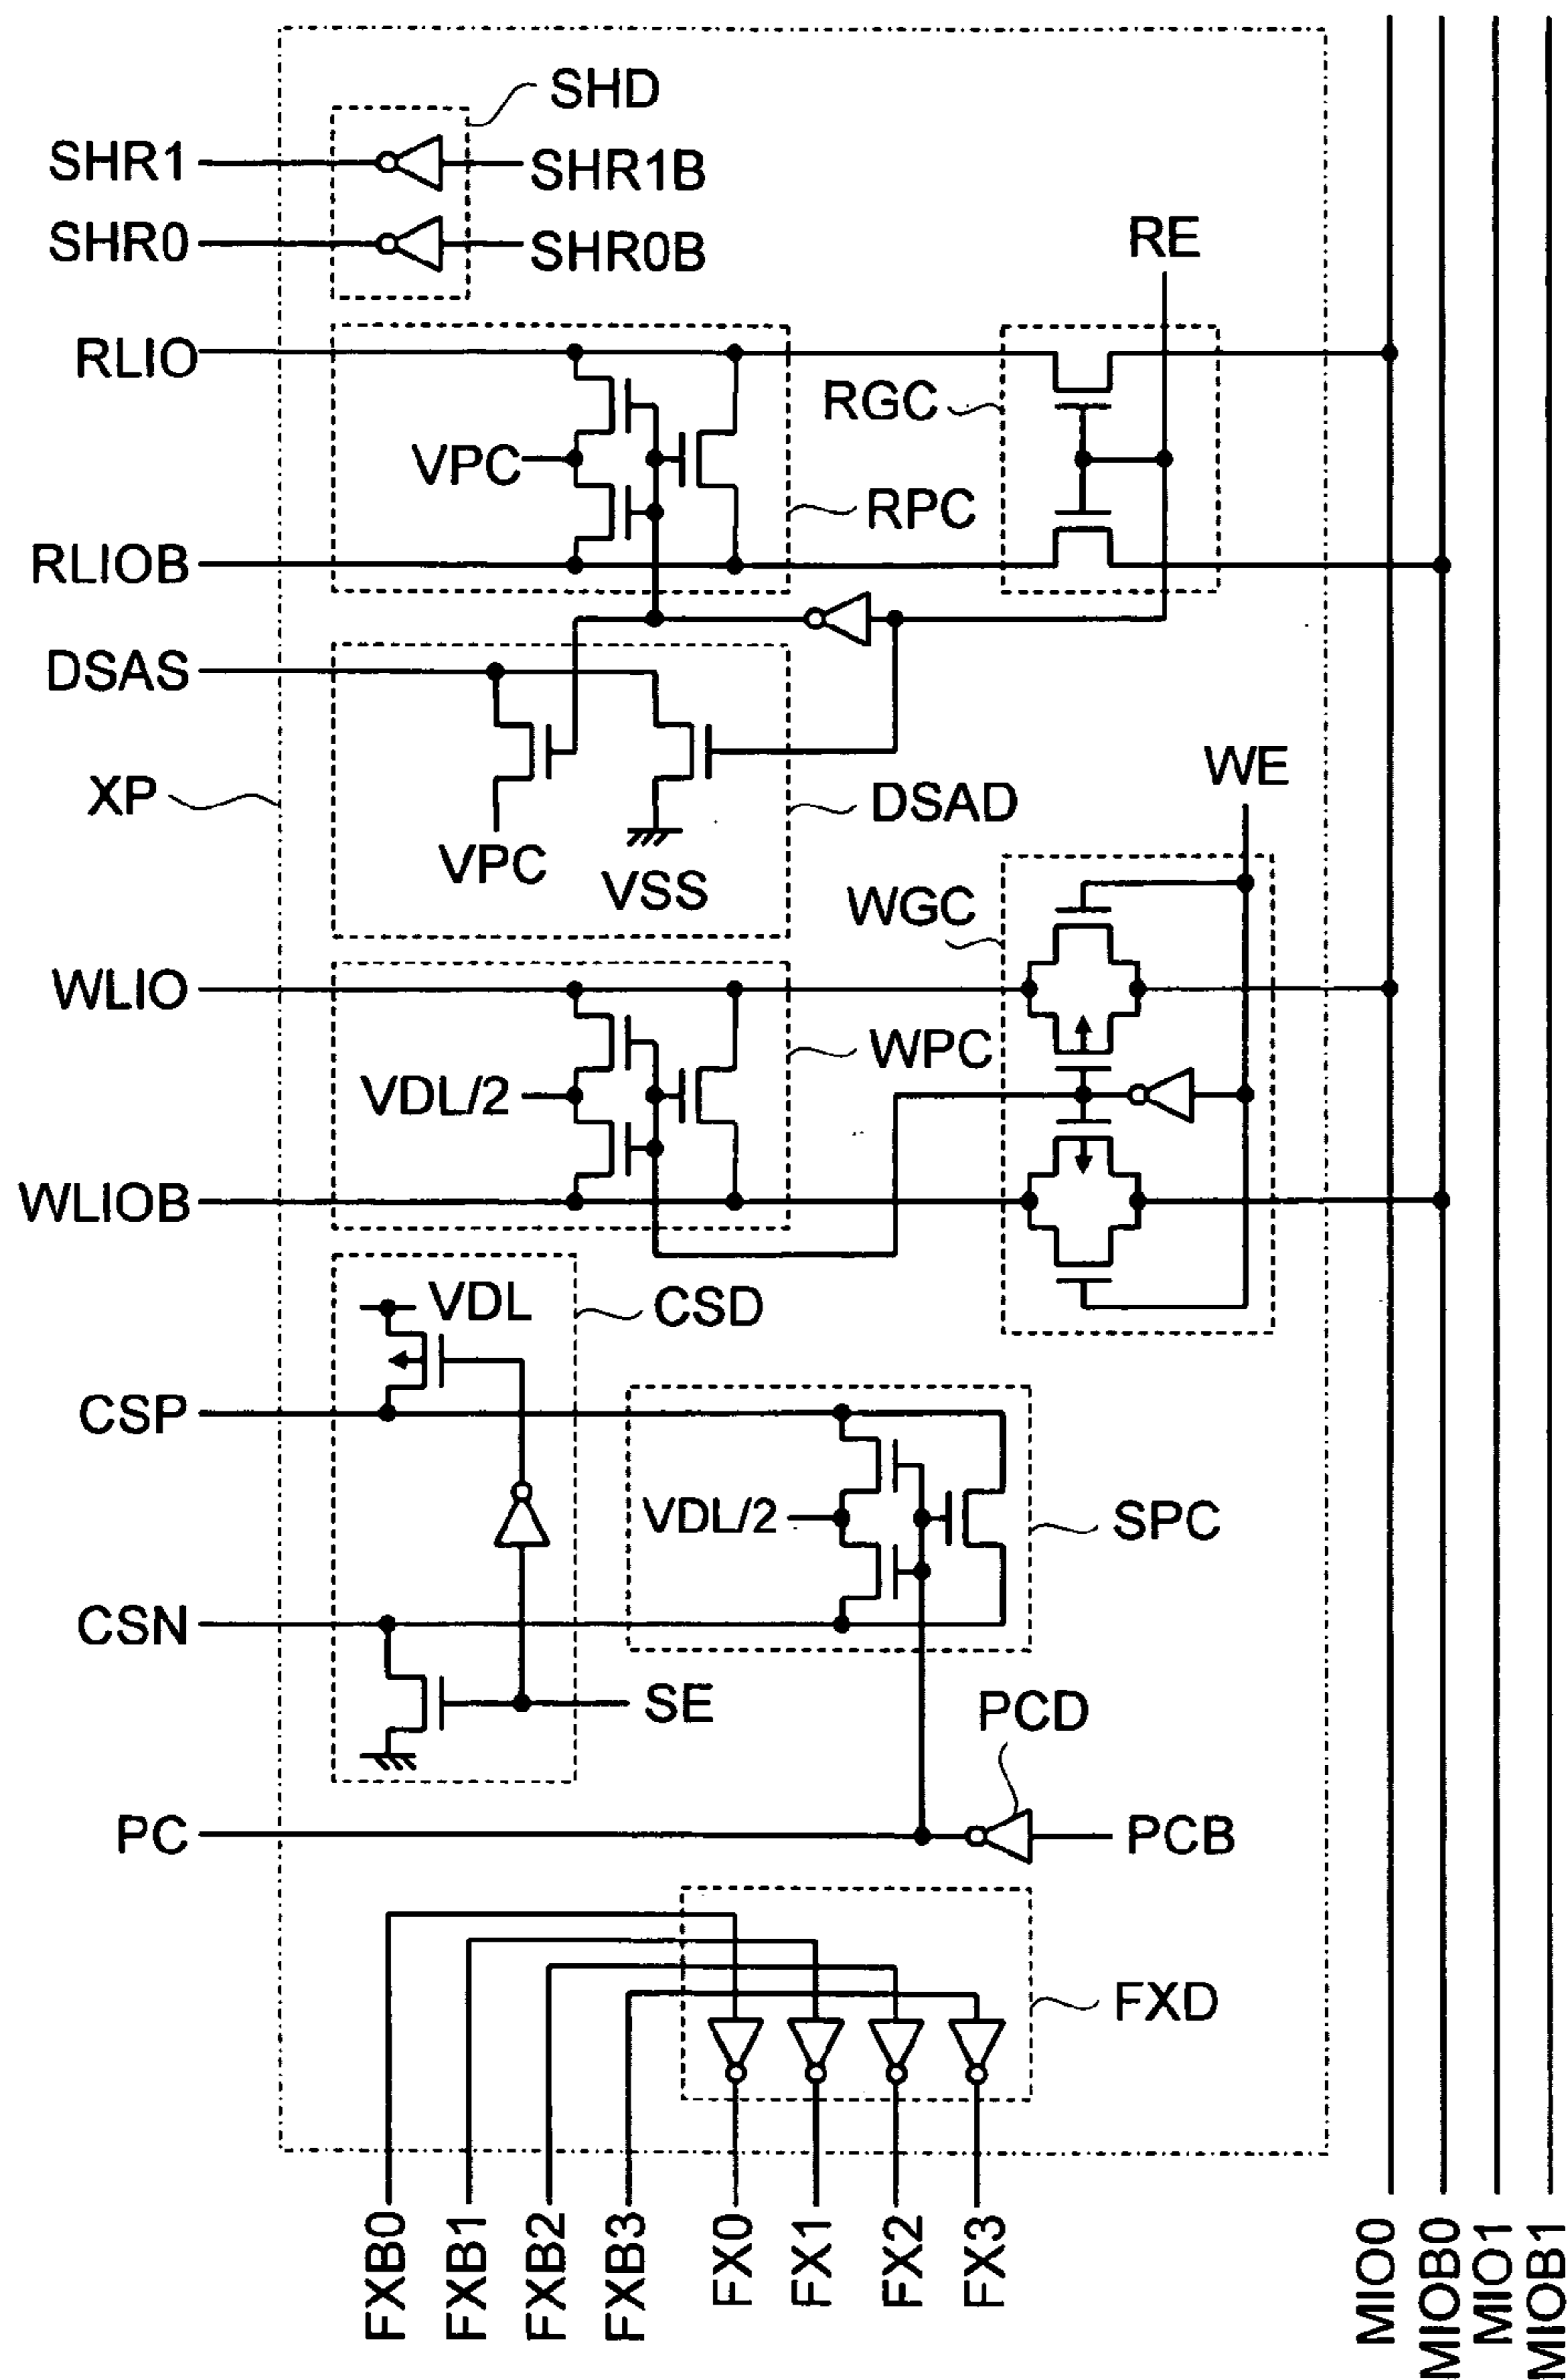 SHD
SHR1
SHR1B
SHR0
SHR0B
RE
RLIO
RGC
VPC
RPC
RLIOB
DSAS
WE
XP
DSAD
VPC
VSS
WGC
WLIO
WPC
VDL/2
WLIOB
VDL
CSD
CSP
VDL/2
SPC
CSN
SE
PCD
PC
PCB
FXD
FXB0
FXB1
FXB2
FXB3
FX0
FX1
FX2
FX3
MIO0
MIOB0
MIO1
MIOB1